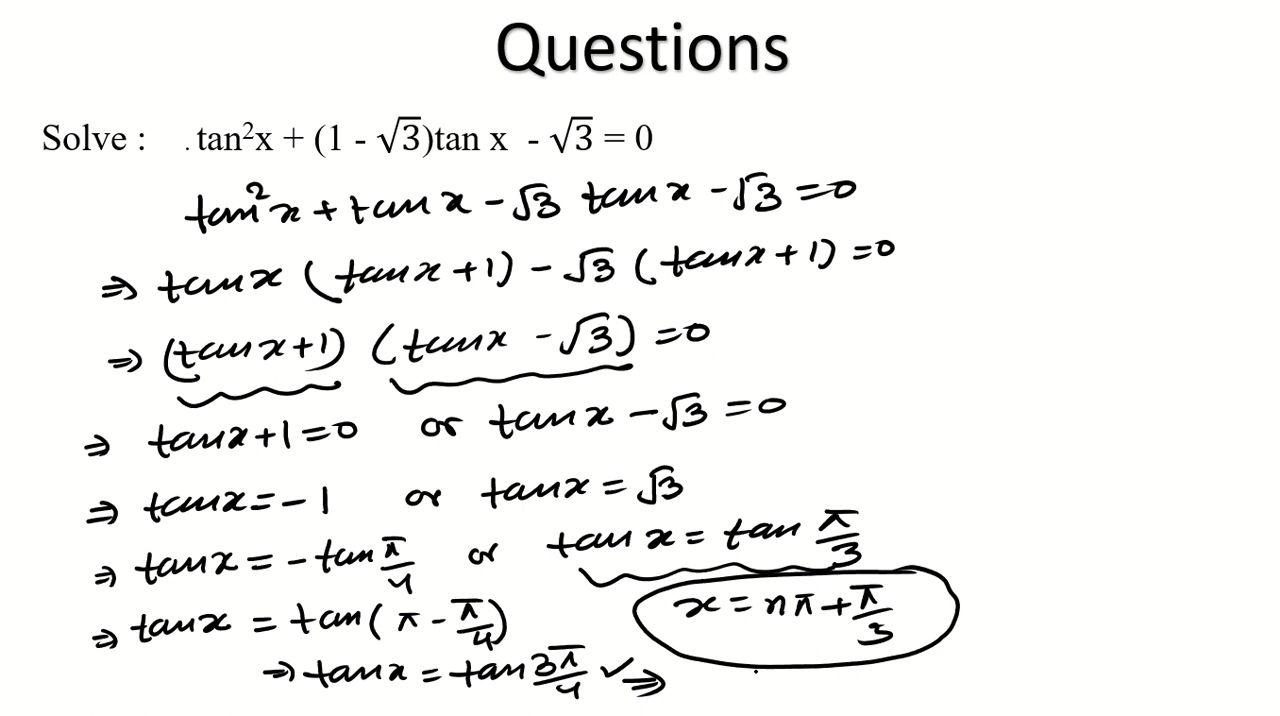 Questions
Solve : . tan²x + (1 - √3)tan x - √3 = 0
tan²x + tan x - √3 tan x - √3 = 0
⇒ tan x (tan x + 1) - √3 (tan x + 1) = 0
⇒ (tan x + 1) (tan x - √3) = 0
⇒ tan x + 1 = 0 or tan x - √3 = 0
⇒ tan x = - 1 or tan x = √3
⇒ tan x = - tan π/4 or tan x = tan π/3
⇒ tan x = tan (π - π/4) x = nπ + π/3
⇒ tan x = tan 3π/4 ✓ ⇒